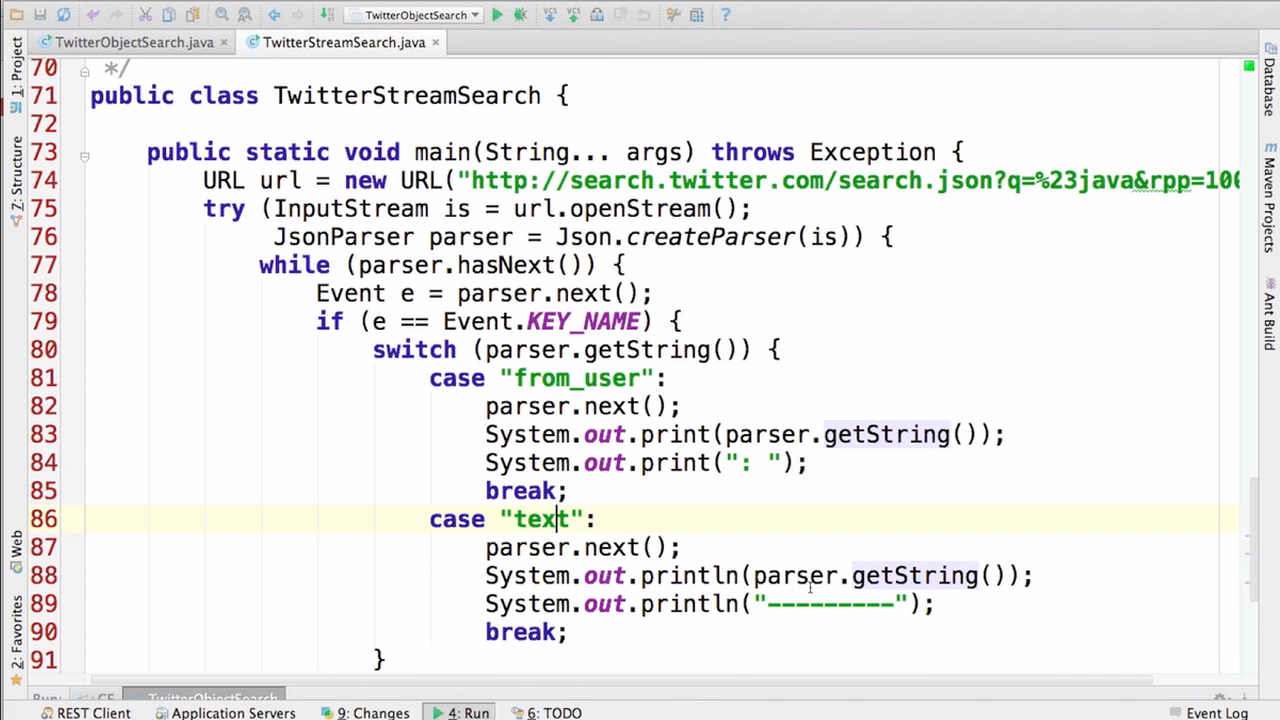 TwitterObjectSearch
TwitterObjectSearch.java
TwitterStreamSearch.java
1: Project
Z: Structure
Web
2: Favorites
Database
Maven Projects
Ant Build
70 */
71 public class TwitterStreamSearch {
72
73 public static void main(String... args) throws Exception {
74 URL url = new URL("http://search.twitter.com/search.json?q=%23java&rpp=100
75 try (InputStream is = url.openStream();
76 JsonParser parser = Json.createParser(is)) {
77 while (parser.hasNext()) {
78 Event e = parser.next();
79 if (e == Event.KEY_NAME) {
80 switch (parser.getString()) {
81 case "from_user":
82 parser.next();
83 System.out.print(parser.getString());
84 System.out.print(": ");
85 break;
86 case "text":
87 parser.next();
88 System.out.println(parser.getString());
89 System.out.println("---------");
90 break;
91 }
Run: GF TwitterObjectSearch
REST Client Application Servers 9: Changes 4: Run 6: TODO Event Log